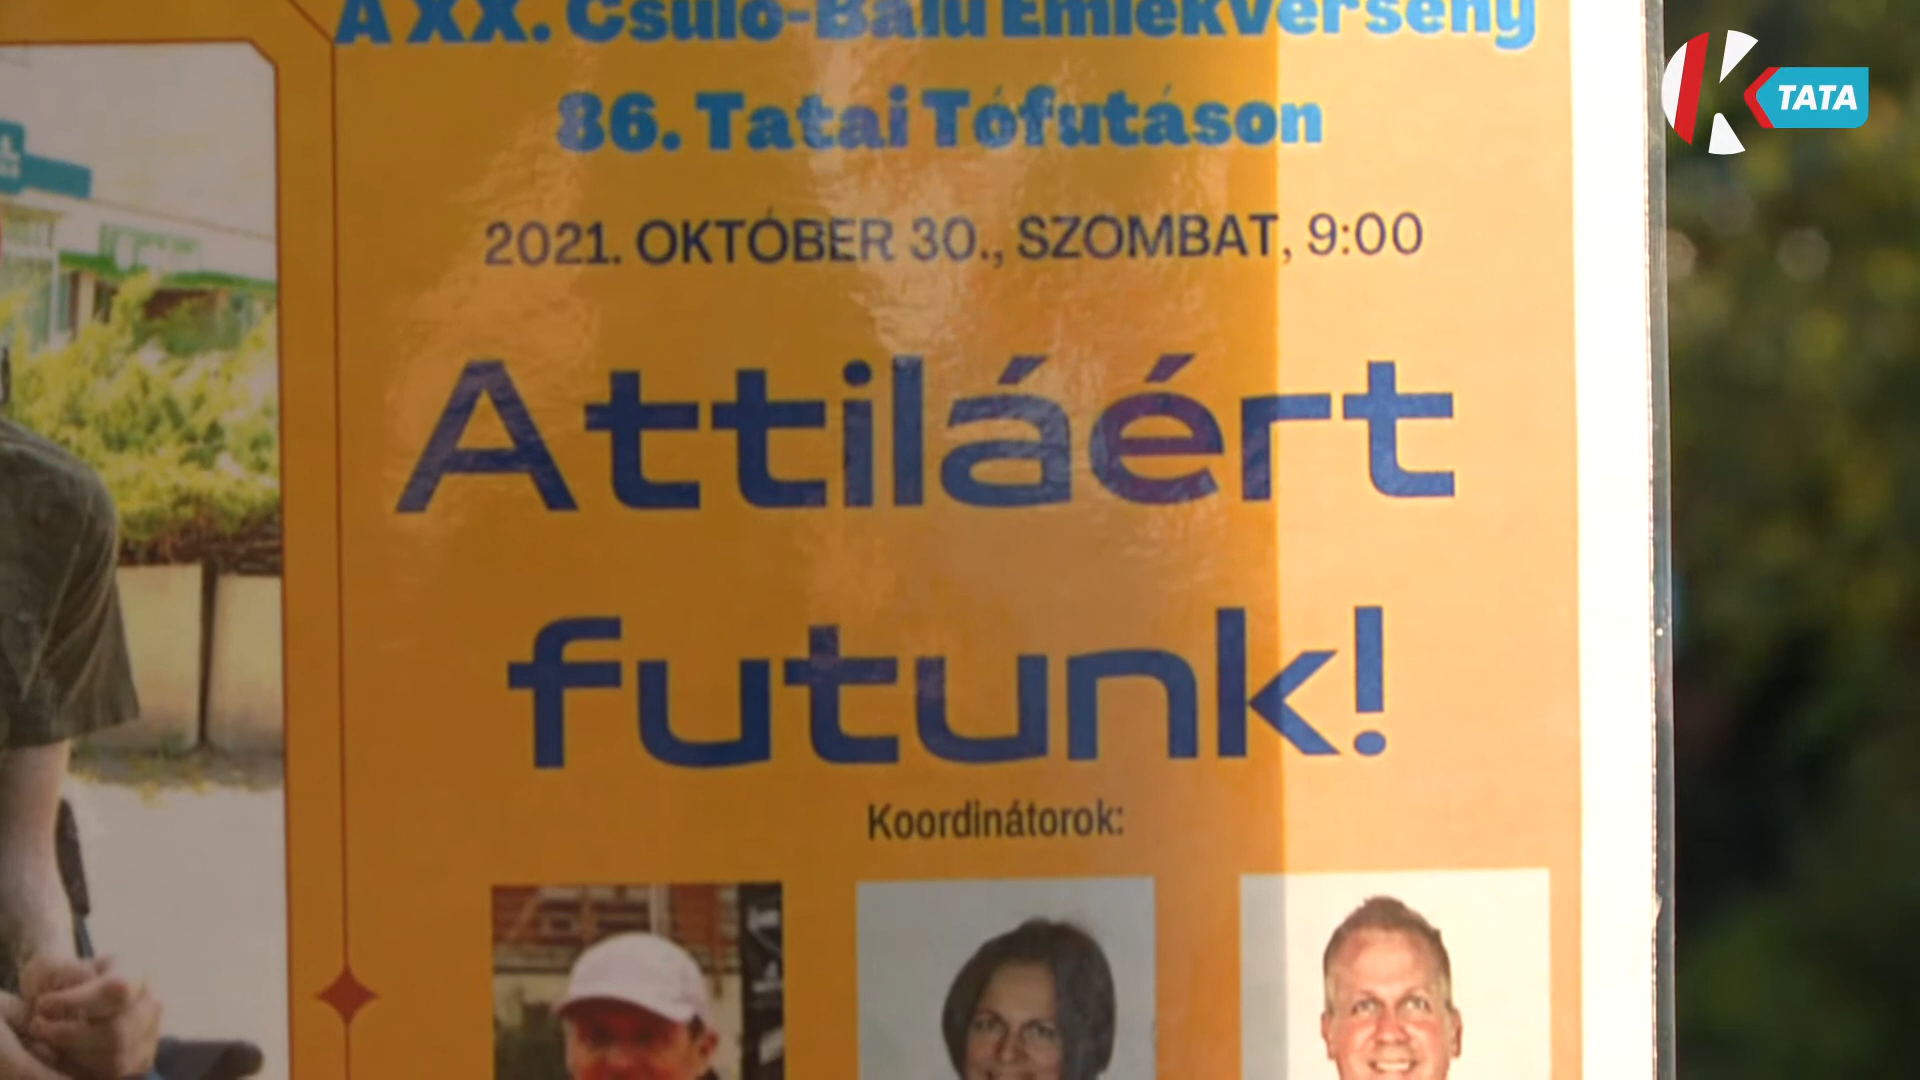 A XX. Csuló-Balu Emlékverseny
86. Tatai Tófutáson
2021. OKTÓBER 30., SZOMBAT, 9:00
Attiláért
futunk!
Koordinátorok:
K TATA